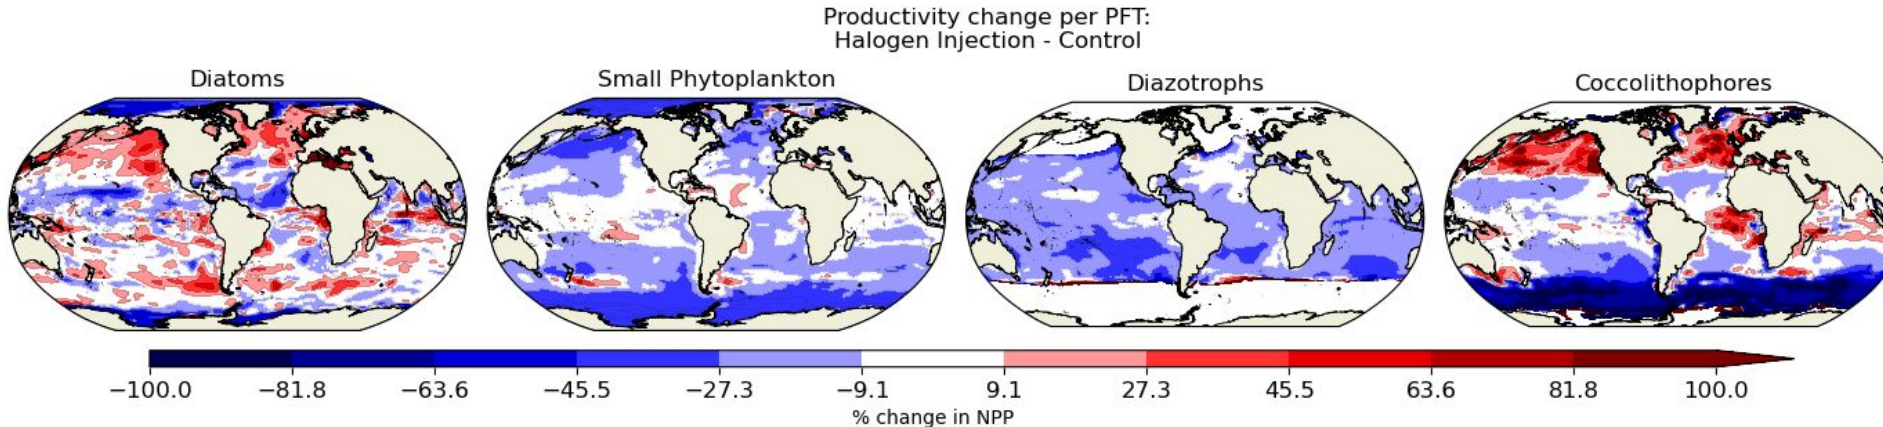 Productivity change per PFT:
Halogen Injection - Control
Diatoms
Small Phytoplankton
Diazotrophs
Coccolithophores
−100.0
−81.8
−63.6
−45.5
−27.3
−9.1
9.1
27.3
45.5
63.6
81.8
100.0
% change in NPP